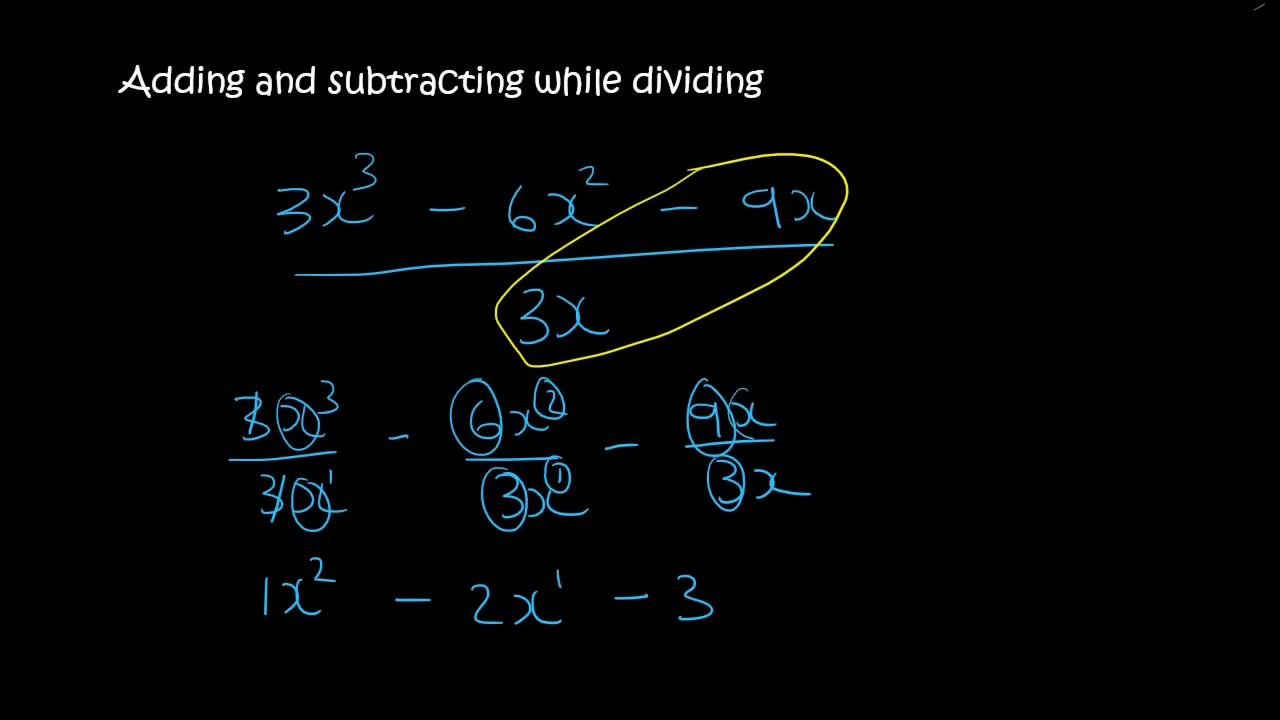 Adding and subtracting while dividing
3x³ - 6x² - 9x
3x
3x³ - 6x² - 9x
3x¹ 3x¹ 3x
1x² - 2x¹ - 3